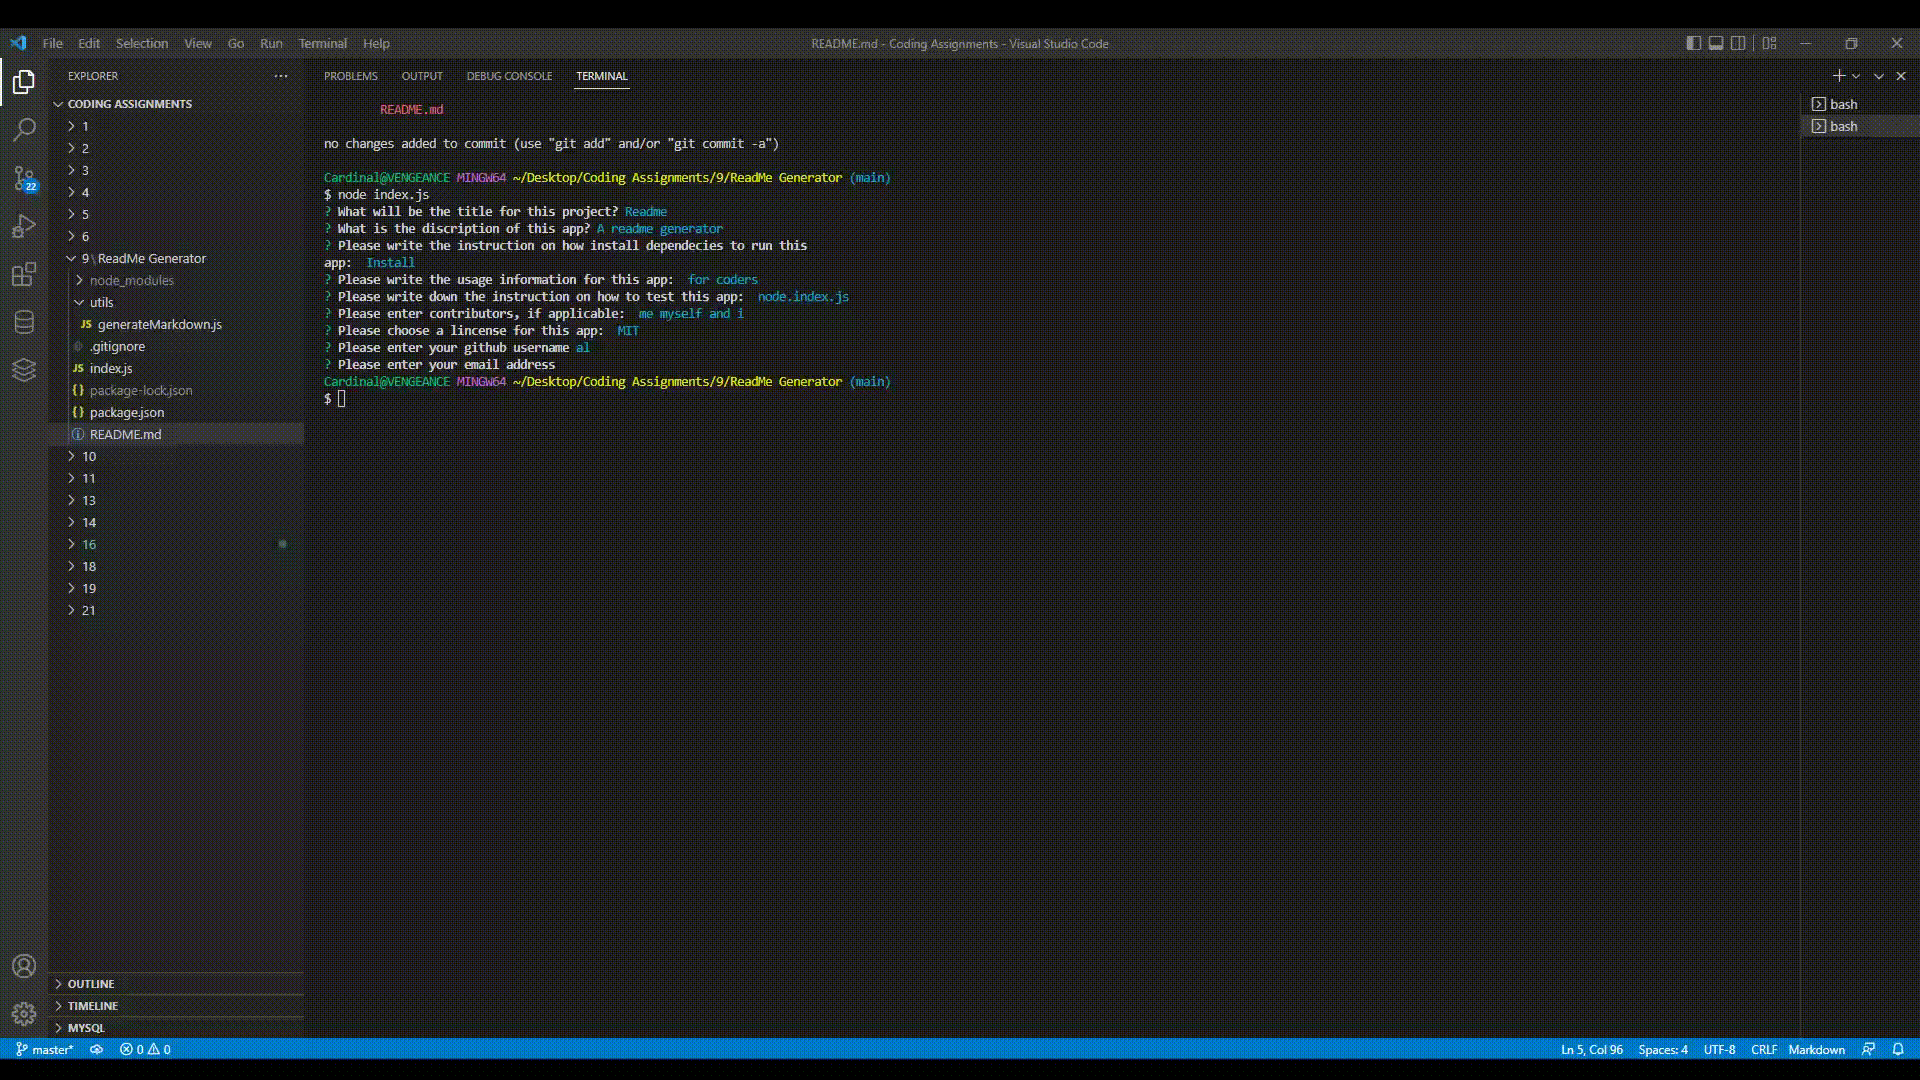 File Edit Selection View Go Run Terminal Help
README.md - Coding Assignments - Visual Studio Code
EXPLORER
CODING ASSIGNMENTS
1
2
3
4
5
6
9 \ ReadMe Generator
node_modules
utils
JS generateMarkdown.js
.gitignore
JS index.js
{} package-lock.json
{} package.json
README.md
10
11
13
14
16
18
19
21
OUTLINE
TIMELINE
MYSQL
22
PROBLEMS OUTPUT DEBUG CONSOLE TERMINAL
README.md
no changes added to commit (use "git add" and/or "git commit -a")
Cardinal@VENGEANCE MINGW64 ~/Desktop/Coding Assignments/9/ReadMe Generator (main)
$ node index.js
? What will be the title for this project? Readme
? What is the discription of this app? A readme generator
? Please write the instruction on how install dependecies to run this
app: Install
? Please write the usage information for this app: for coders
? Please write down the instruction on how to test this app: node.index.js
? Please enter contributors, if applicable: me myself and i
? Please choose a lincense for this app: MIT
? Please enter your github username al
? Please enter your email address
Cardinal@VENGEANCE MINGW64 ~/Desktop/Coding Assignments/9/ReadMe Generator (main)
$
bash
bash
master* 0 0
Ln 5, Col 96 Spaces: 4 UTF-8 CRLF Markdown